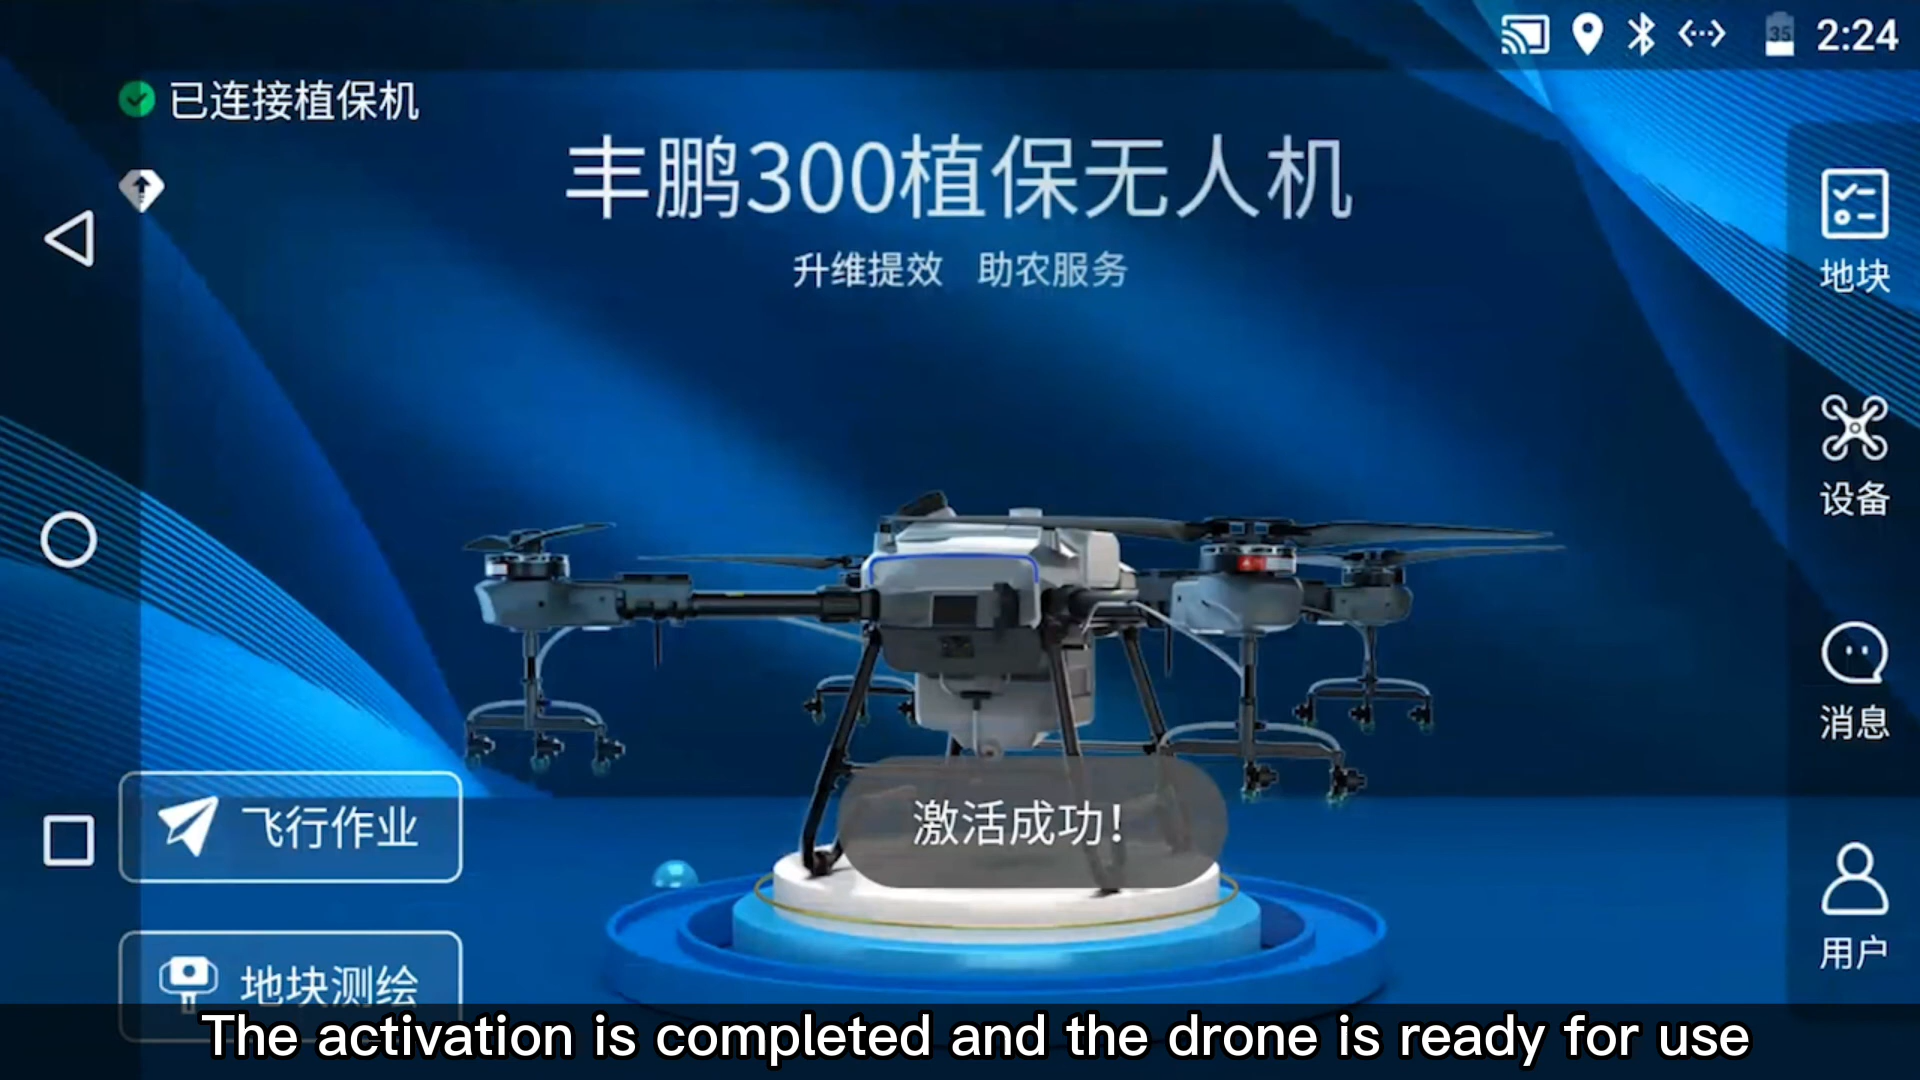 35 2:24
已连接植保机
丰鹏300植保无人机
升维提效 助农服务
地块
设备
消息
用户
飞行作业
激活成功!
地块测绘
The activation is completed and the drone is ready for use